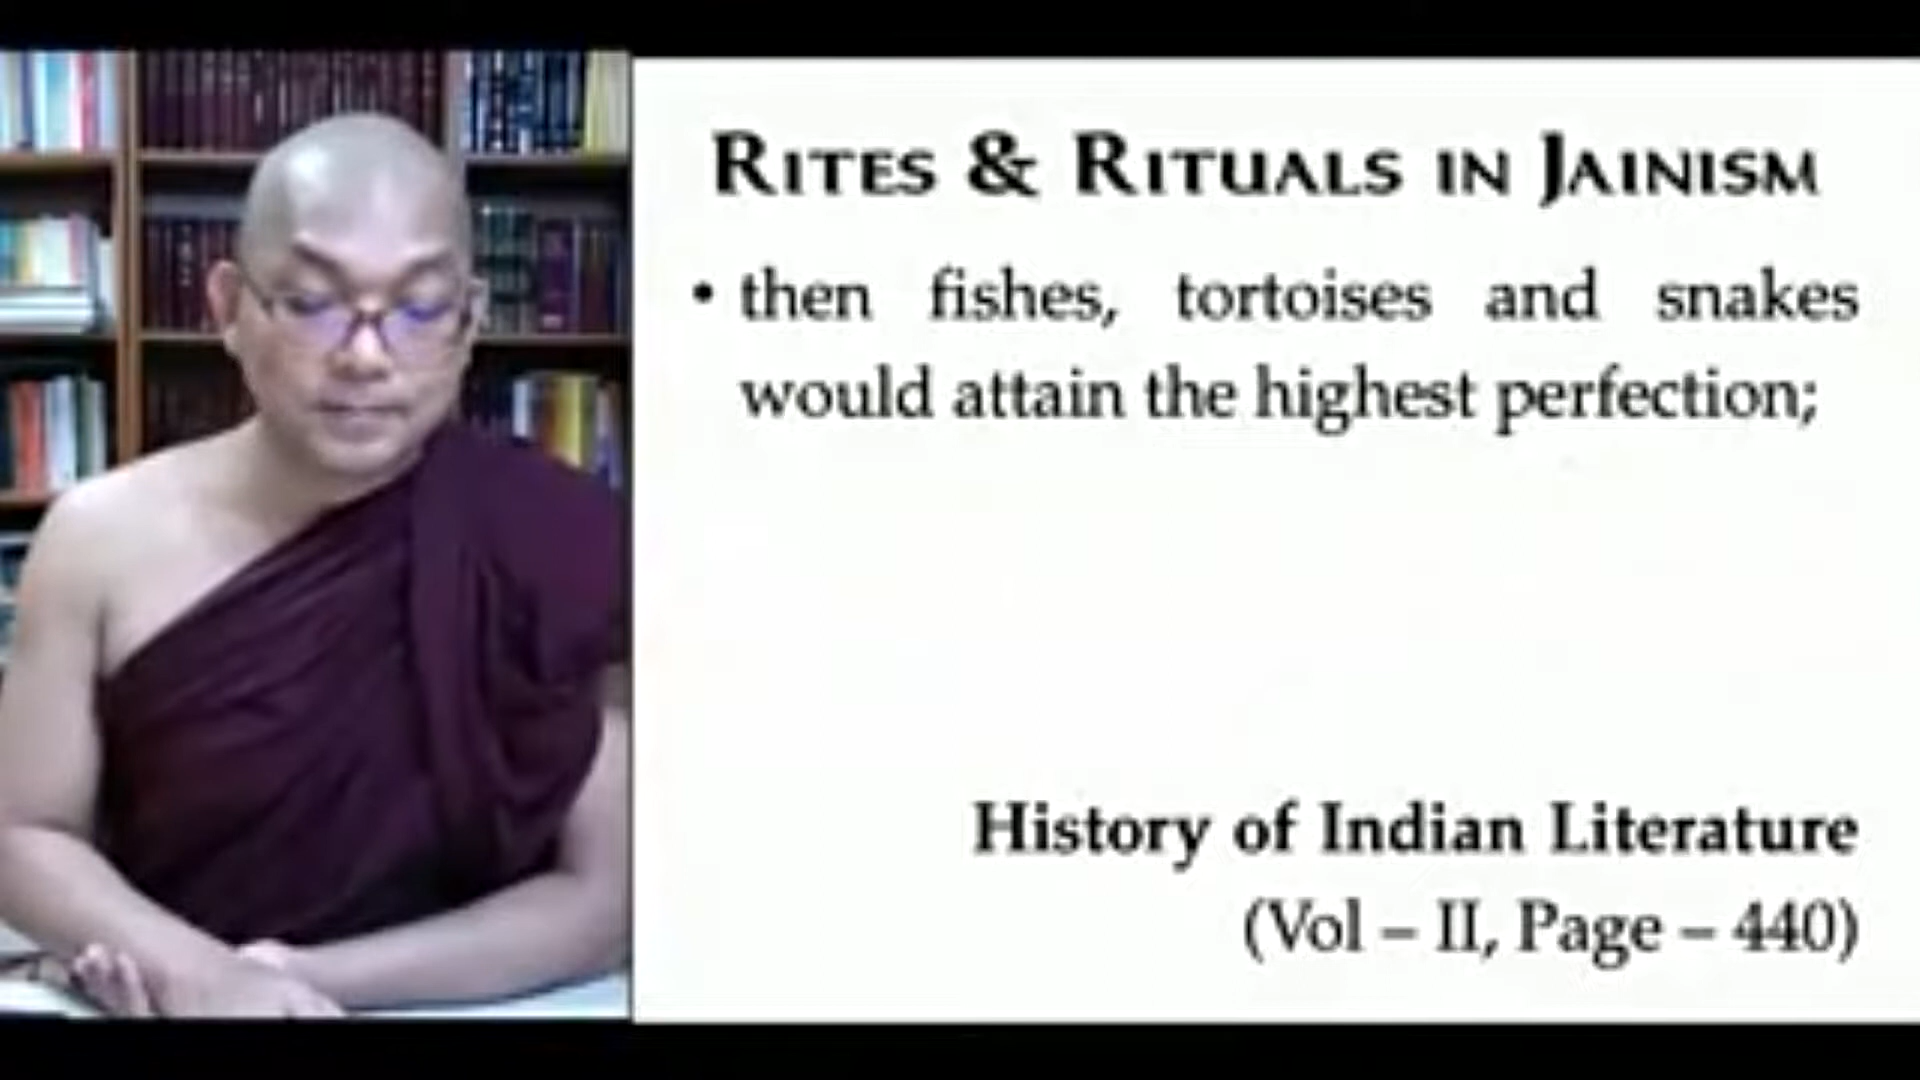 RITES & RITUALS IN JAINISM
• then fishes, tortoises and snakes
would attain the highest perfection;
History of Indian Literature
(Vol – II, Page – 440)